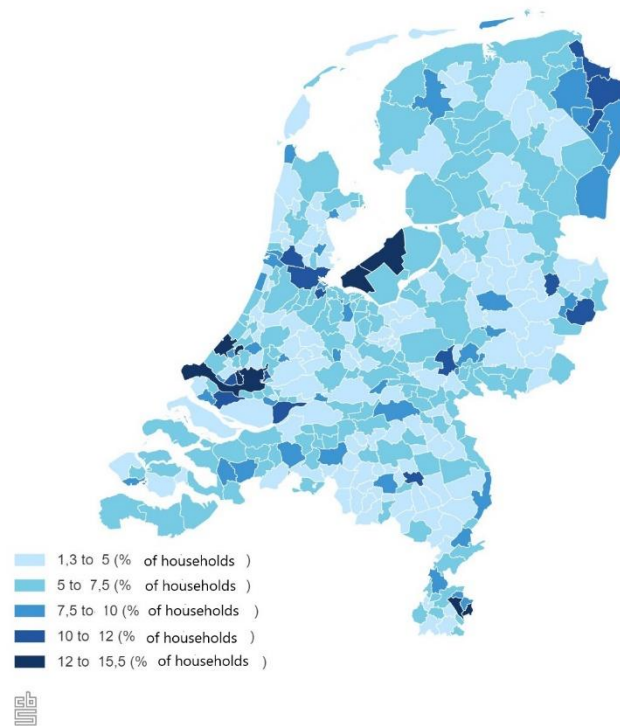 1,3 to 5 (% of households )
5 to 7,5 (% of households )
7,5 to 10 (% of households )
10 to 12 (% of households )
12 to 15,5 (% of households )
cbs